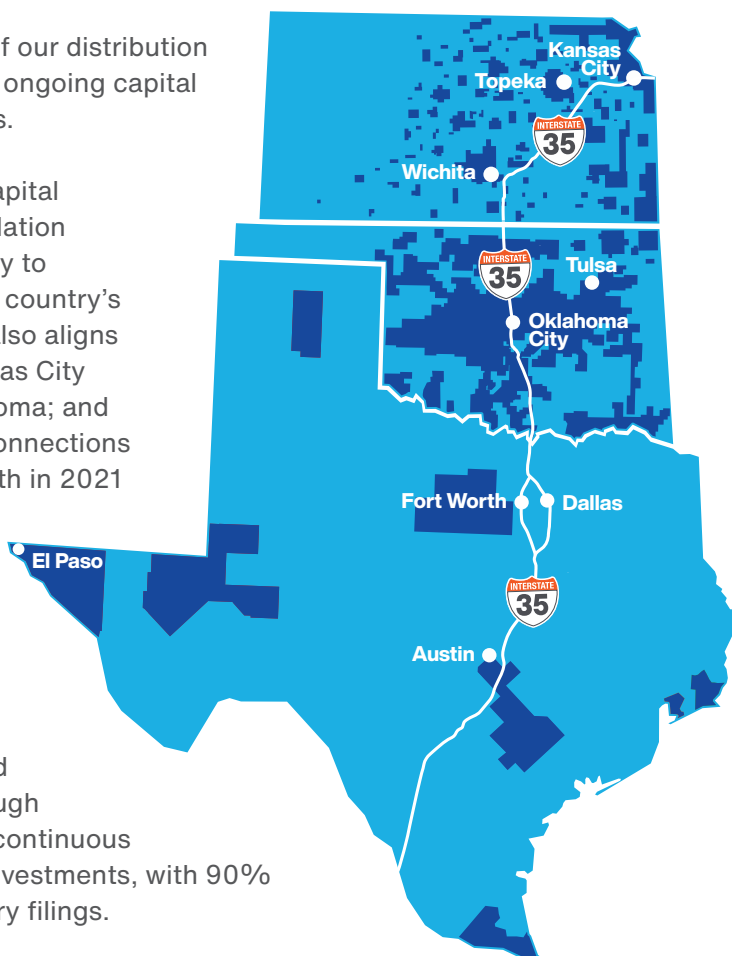 f our distribution
ongoing capital
s.
apital
lation
y to
country’s
also aligns
as City
oma; and
onnections
th in 2021
d
ugh
continuous
vestments, with 90%
ry filings.
Kansas
City
Topeka
INTERSTATE
35
Wichita
INTERSTATE
35
Tulsa
Oklahoma
City
Fort Worth
Dallas
El Paso
INTERSTATE
35
Austin